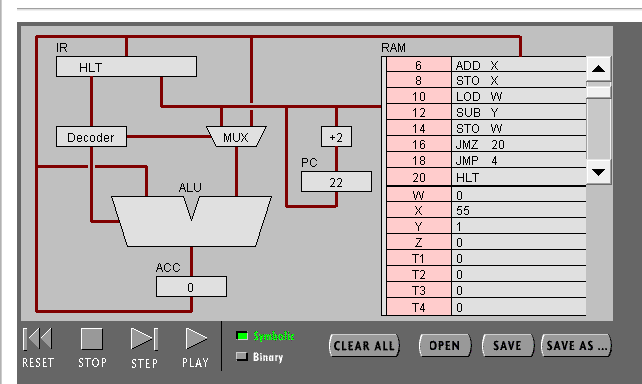 IR
HLT
RAM
6 ADD X
8 STO X
10 LOD W
12 SUB Y
14 STO W
16 JMZ 20
18 JMP 4
20 HLT
W 0
X 55
Y 1
Z 0
T1 0
T2 0
T3 0
T4 0
Decoder
MUX
+2
PC
22
ALU
ACC
0
RESET
STOP
STEP
PLAY
Symbolic
Binary
CLEAR ALL
OPEN
SAVE
SAVE AS ...